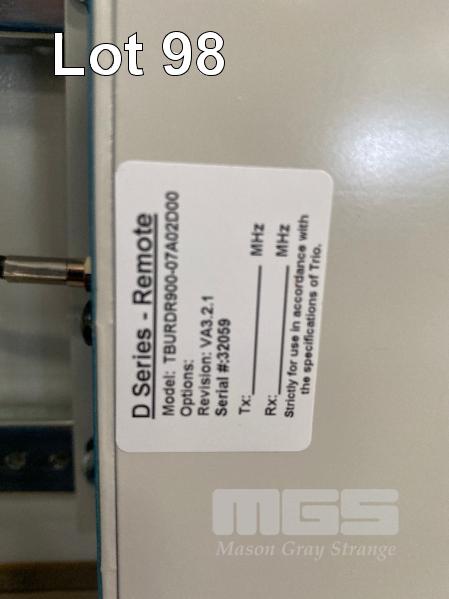 Lot 98
D Series - Remote
Model: TBURDR900-07A02D00
Options:
Revision: VA3.2.1
Serial #:32059
Tx: MHz
Rx: MHz
Strictly for use in accordance with
the specifications of Trio.
MGS
Mason Gray Strange